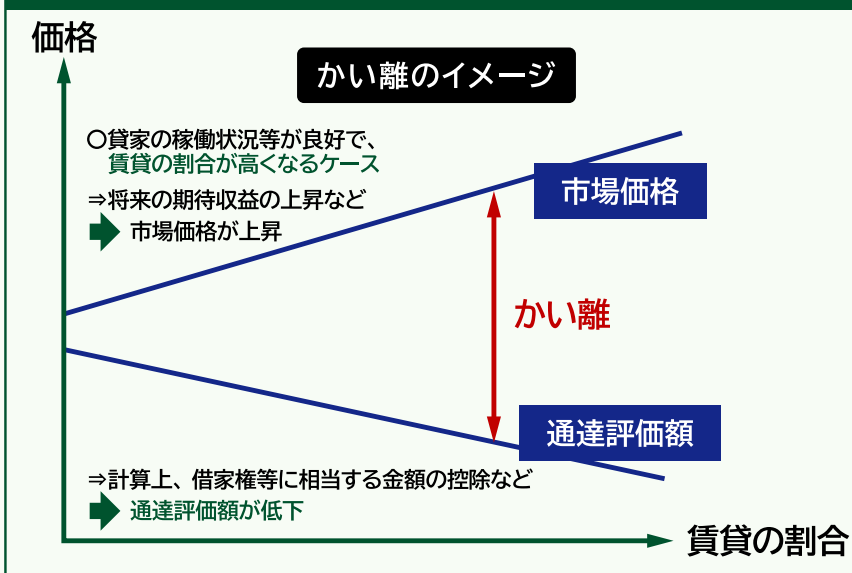 価格
かい離のイメージ
〇貸家の稼働状況等が良好で、
賃貸の割合が高くなるケース
⇒将来の期待収益の上昇など
市場価格が上昇
市場価格
かい離
通達評価額
⇒計算上、借家権等に相当する金額の控除など
通達評価額が低下
賃貸の割合